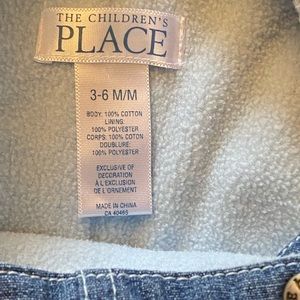 THE CHILDREN'S
PLACE
3-6 M/M
BODY: 100% COTTON
LINING:
100% POLYESTER
CORPS: 100% COTON
DOUBLURE:
100% POLYESTER
EXCLUSIVE OF
DECORATION
À L'EXCLUSION
DE L'ORNEMENT
MADE IN CHINA
CA 40465